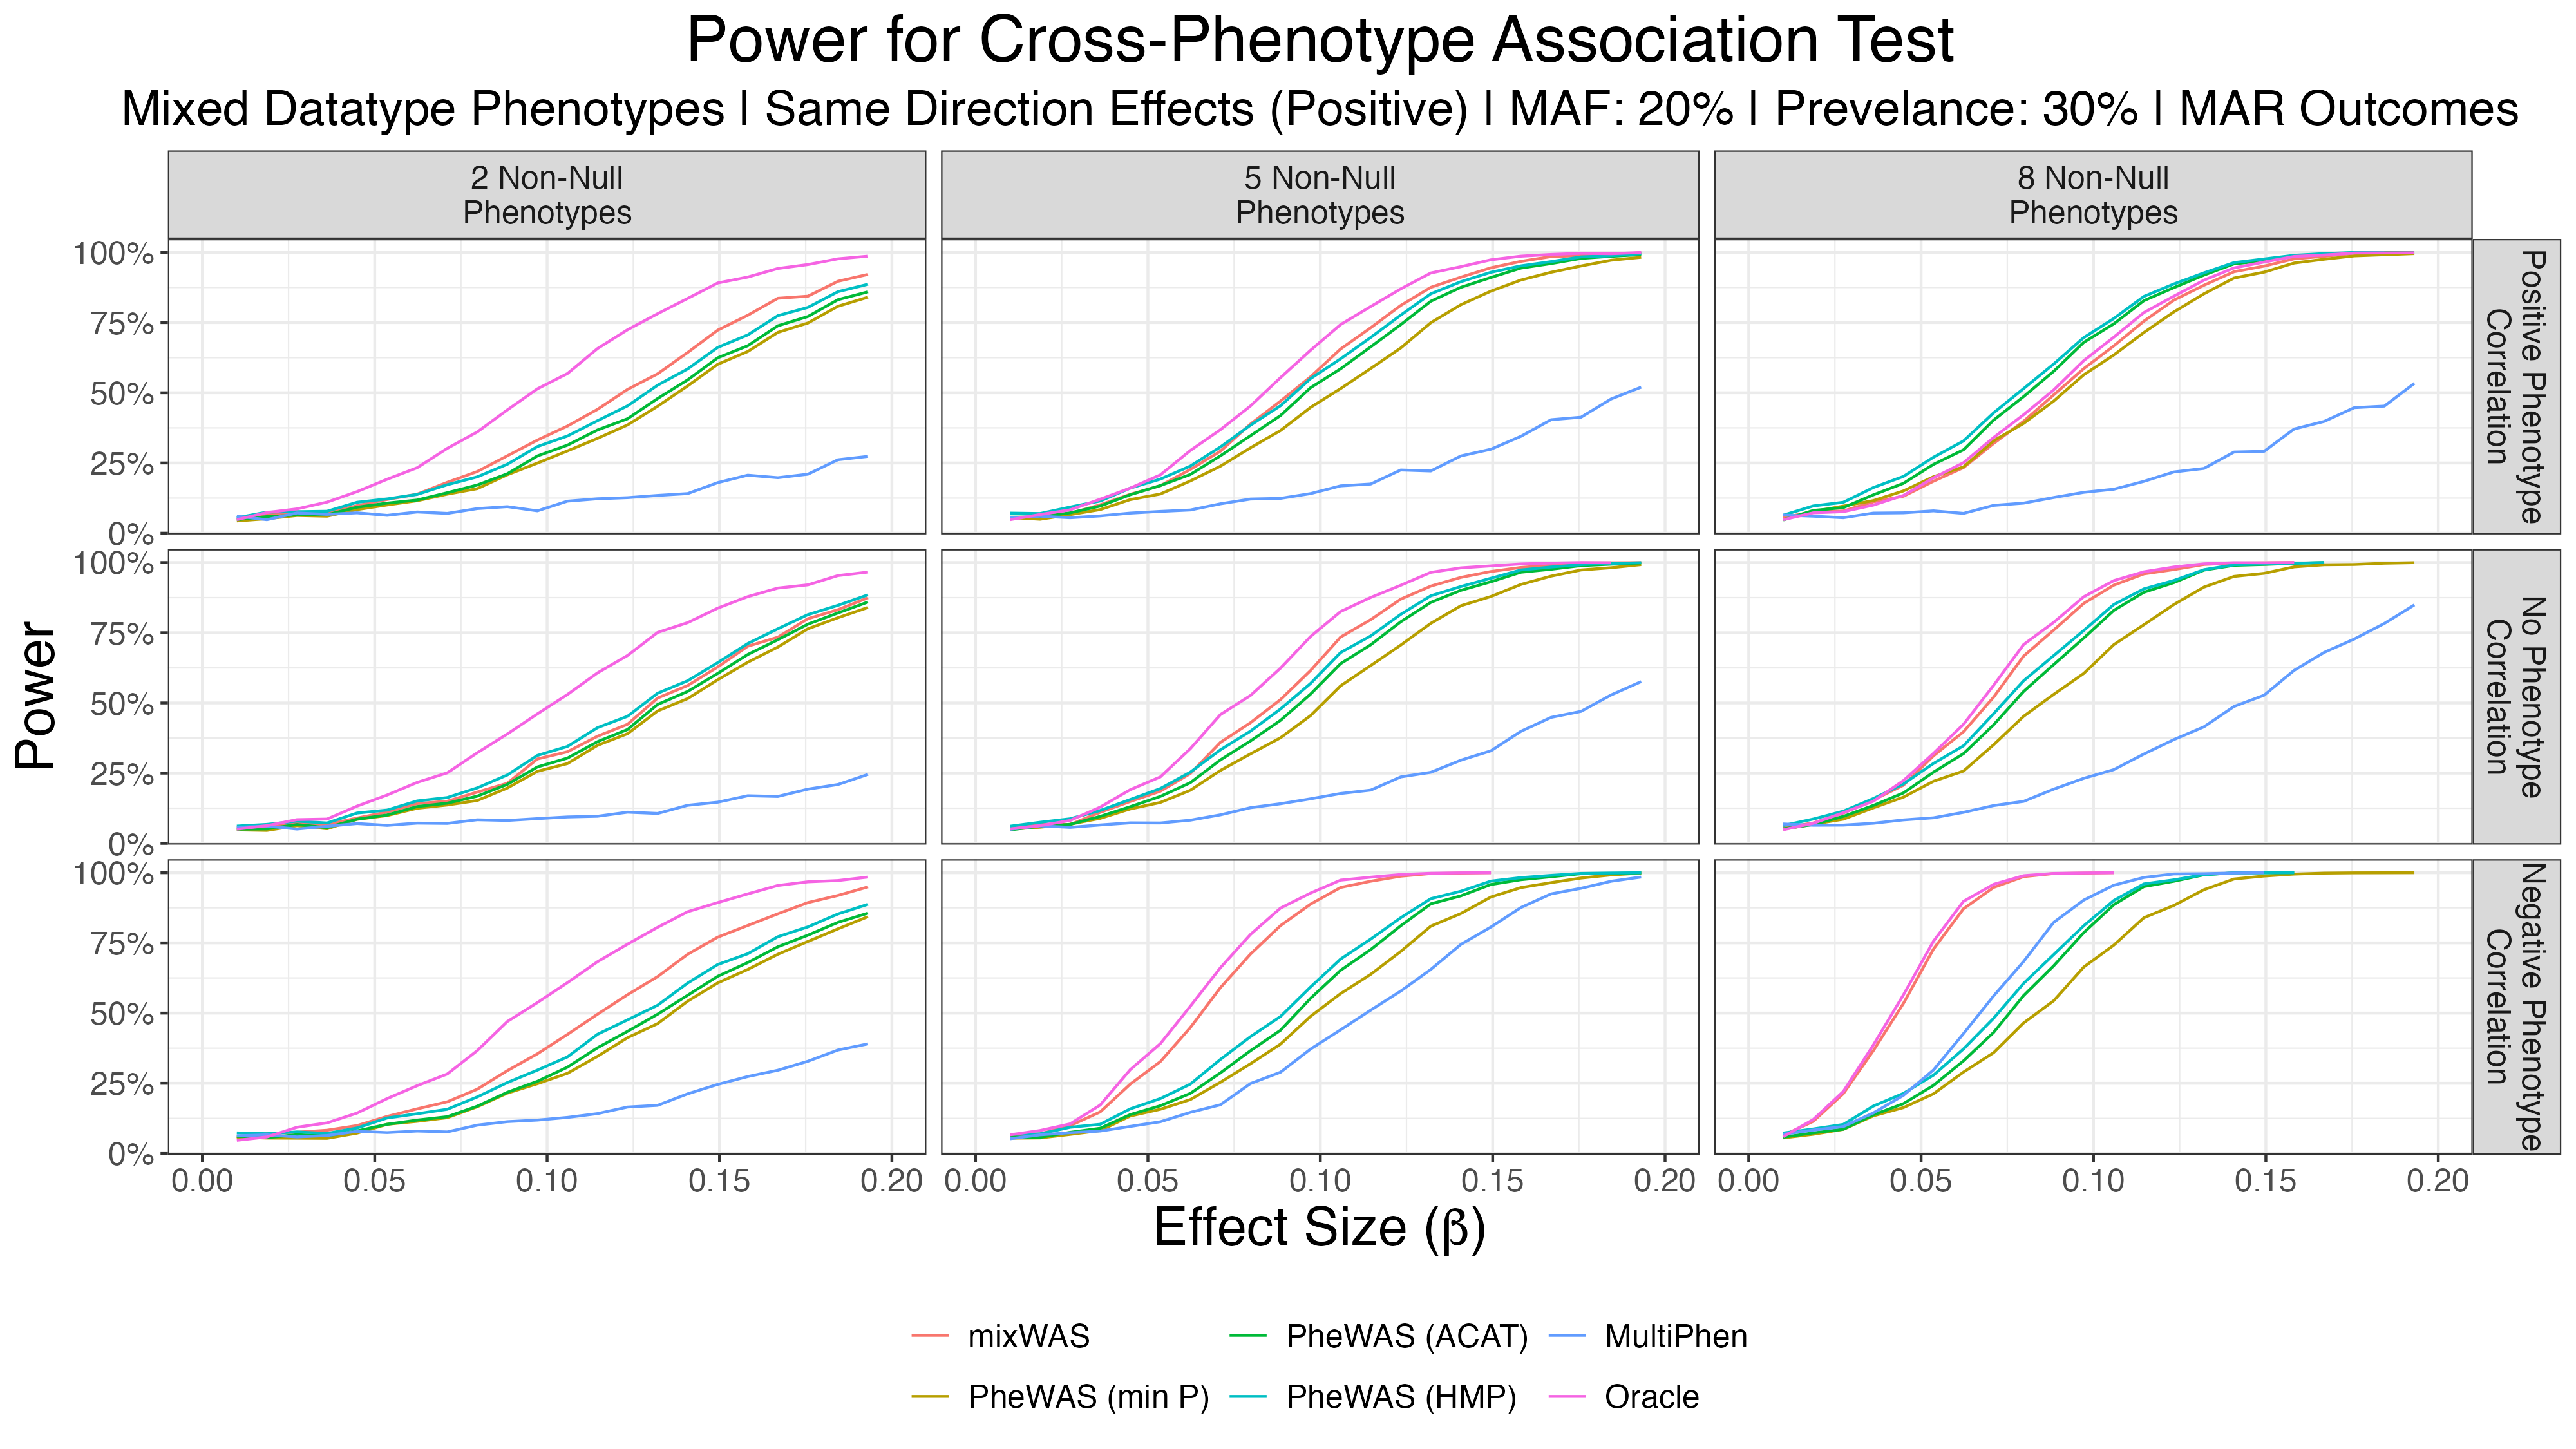 Power for Cross-Phenotype Association Test
Mixed Datatype Phenotypes | Same Direction Effects (Positive) | MAF: 20% | Prevelance: 30% | MAR Outcomes
2 Non-Null
Phenotypes
5 Non-Null
Phenotypes
8 Non-Null
Phenotypes
100%
75%
50%
25%
0%
Positive Phenotype
Correlation
100%
75%
50%
25%
0%
No Phenotype
Correlation
100%
75%
50%
25%
0%
Negative Phenotype
Correlation
Power
0.00 0.05 0.10 0.15 0.20
0.00 0.05 0.10 0.15 0.20
0.00 0.05 0.10 0.15 0.20
Effect Size (β)
mixWAS
PheWAS (ACAT)
MultiPhen
PheWAS (min P)
PheWAS (HMP)
Oracle